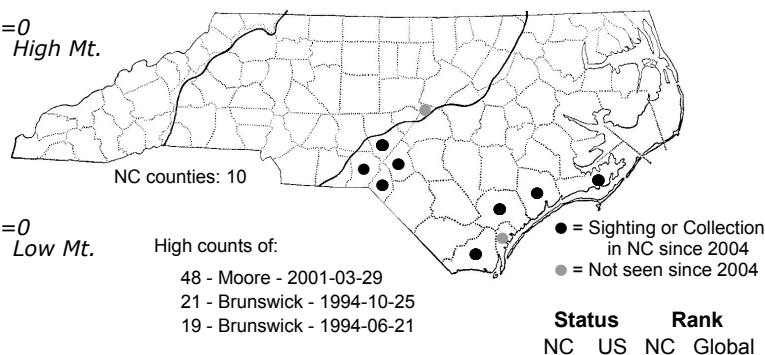 =0
High Mt.
NC counties: 10
=0
Low Mt.
High counts of:
48 - Moore - 2001-03-29
21 - Brunswick - 1994-10-25
19 - Brunswick - 1994-06-21
= Sighting or Collection
in NC since 2004
= Not seen since 2004
Status Rank
NC US NC Global